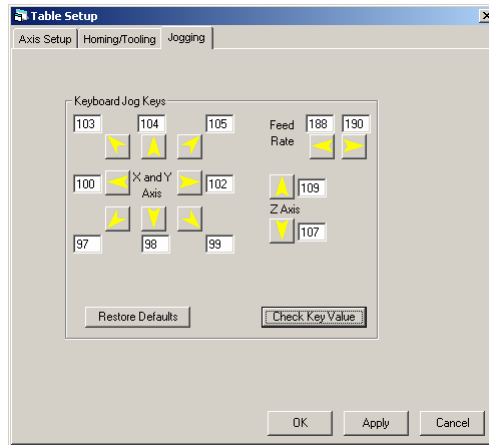 Table Setup
Axis Setup Homing/Tooling Jogging
Keyboard Jog Keys
103 104 105
Feed Rate 188 190
100 X and Y Axis 102
109
Z Axis
107
97 98 99
Restore Defaults Check Key Value
OK Apply Cancel